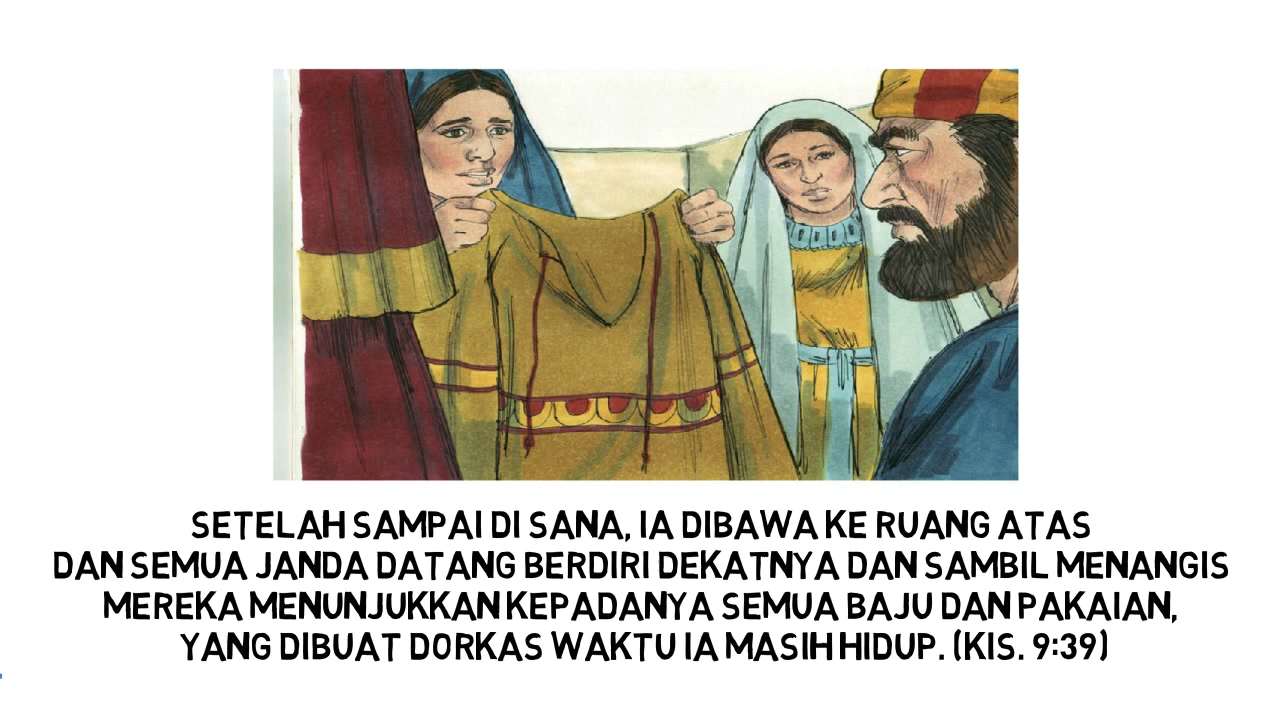 SETELAH SAMPAI DI SANA, IA DIBAWA KE RUANG ATAS
DAN SEMUA JANDA DATANG BERDIRI DEKATNYA DAN SAMBIL MENANGIS
MEREKA MENUNJUKKAN KEPADANYA SEMUA BAJU DAN PAKAIAN,
YANG DIBUAT DORKAS WAKTU IA MASIH HIDUP. (KIS. 9:39)